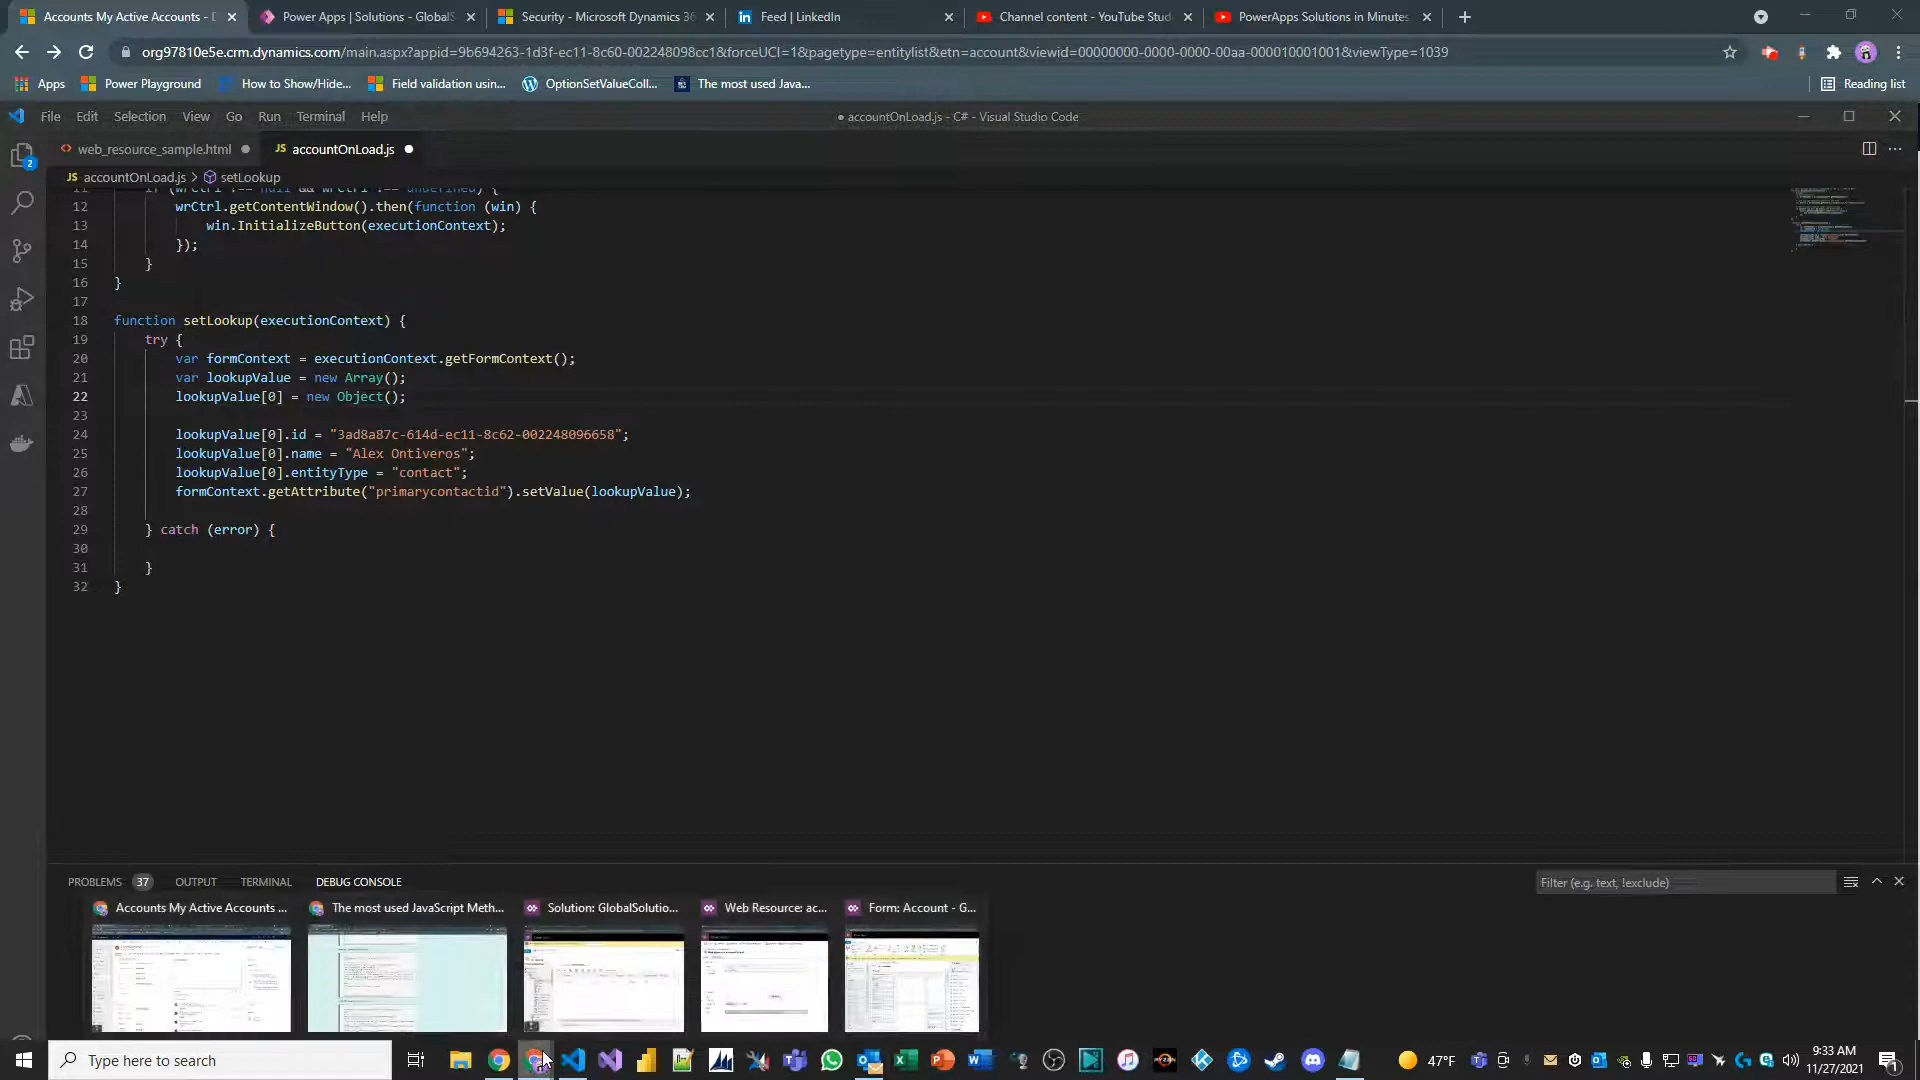 Accounts My Active Accounts - D
Power Apps | Solutions - GlobalS
Security - Microsoft Dynamics 36
Feed | LinkedIn
Channel content - YouTube Stud
PowerApps Solutions in Minutes
org97810e5e.crm.dynamics.com/main.aspx?appid=9b694263-1d3f-ec11-8c60-002248098cc1&forceUCI=1&pagetype=entitylist&etn=account&viewid=00000000-0000-0000-00aa-000010001001&viewType=1039
Apps
Power Playground
How to Show/Hide...
Field validation usin...
OptionSetValueColl...
The most used Java...
Reading list
File Edit Selection View Go Run Terminal Help
● accountOnLoad.js - C# - Visual Studio Code
web_resource_sample.html
JS accountOnLoad.js
JS accountOnLoad.js > setLookup
11 if (wrCtrl !== null && wrCtrl !== undefined) {
12 wrCtrl.getContentWindow().then(function (win) {
13 win.InitializeButton(executionContext);
14 });
15 }
16 }
17
18 function setLookup(executionContext) {
19 try {
20 var formContext = executionContext.getFormContext();
21 var lookupValue = new Array();
22 lookupValue[0] = new Object();
23
24 lookupValue[0].id = "3ad8a87c-614d-ec11-8c62-002248096658";
25 lookupValue[0].name = "Alex Ontiveros";
26 lookupValue[0].entityType = "contact";
27 formContext.getAttribute("primarycontactid").setValue(lookupValue);
28
29 } catch (error) {
30
31 }
32 }
2
PROBLEMS 37 OUTPUT TERMINAL DEBUG CONSOLE
Filter (e.g. text, !exclude)
Accounts My Active Accounts ...
The most used JavaScript Meth...
Solution: GlobalSolutio...
Web Resource: ac...
Form: Account - G...
Type here to search
47°F
9:33 AM
11/27/2021
1